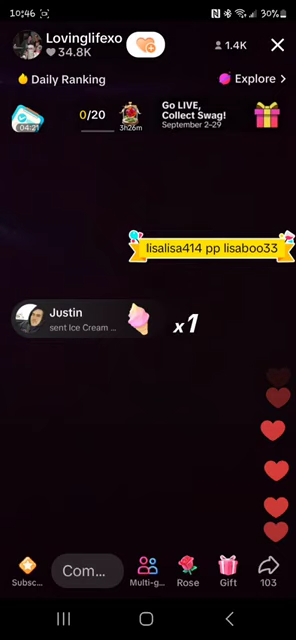 10:46
30%
Lovinglifexo
34.8K
1.4K
Daily Ranking
Explore >
04:21
0/20
3h26m
Go LIVE,
Collect Swag!
September 2-29
lisalisa414 pp lisaboo33
Justin
sent Ice Cream ...
x1
Subsc...
Com...
Multi-g...
Rose
Gift
103